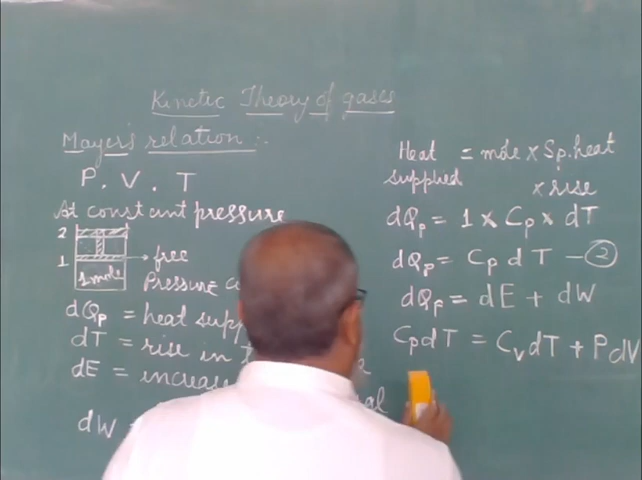 Kinetic Theory of gases
Mayer's relation :-
P. V. T
At constant pressure
2
1
→ free
1 mole
Pressure
dQp = heat
dT = rise in
dE = increase
dW
Heat = mole x Sp. heat
supplied x rise
dQp = 1 x Cp x dT
dQp = Cp dT — 2
dQp = dE + dW
CpdT = CvdT + PdV